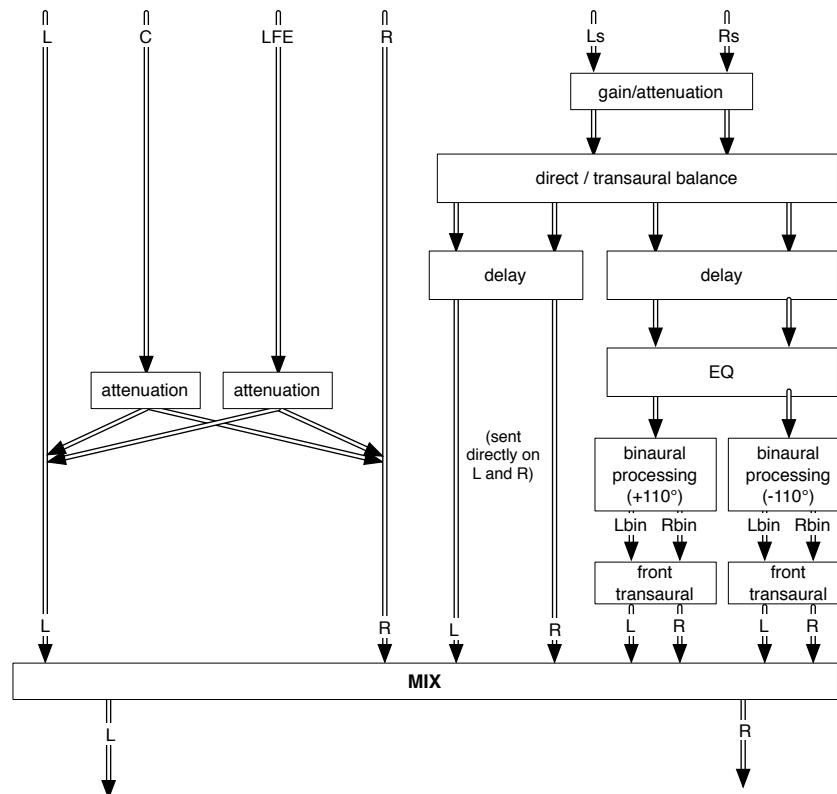 L
C
LFE
R
Ls
Rs
gain/attenuation
direct / transaural balance
delay
delay
EQ
attenuation
attenuation
(sent
directly on
L and R)
binaural
processing
(+110°)
binaural
processing
(-110°)
Lbin
Rbin
Lbin
Rbin
front
transaural
front
transaural
L
R
L
R
L
R
L
R
MIX
L
R